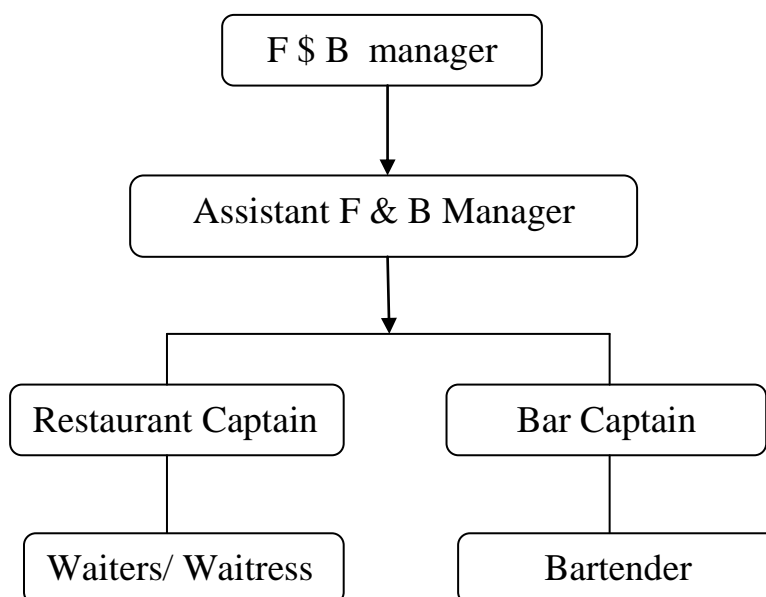 F $ B manager
Assistant F & B Manager
Restaurant Captain
Bar Captain
Waiters/ Waitress
Bartender